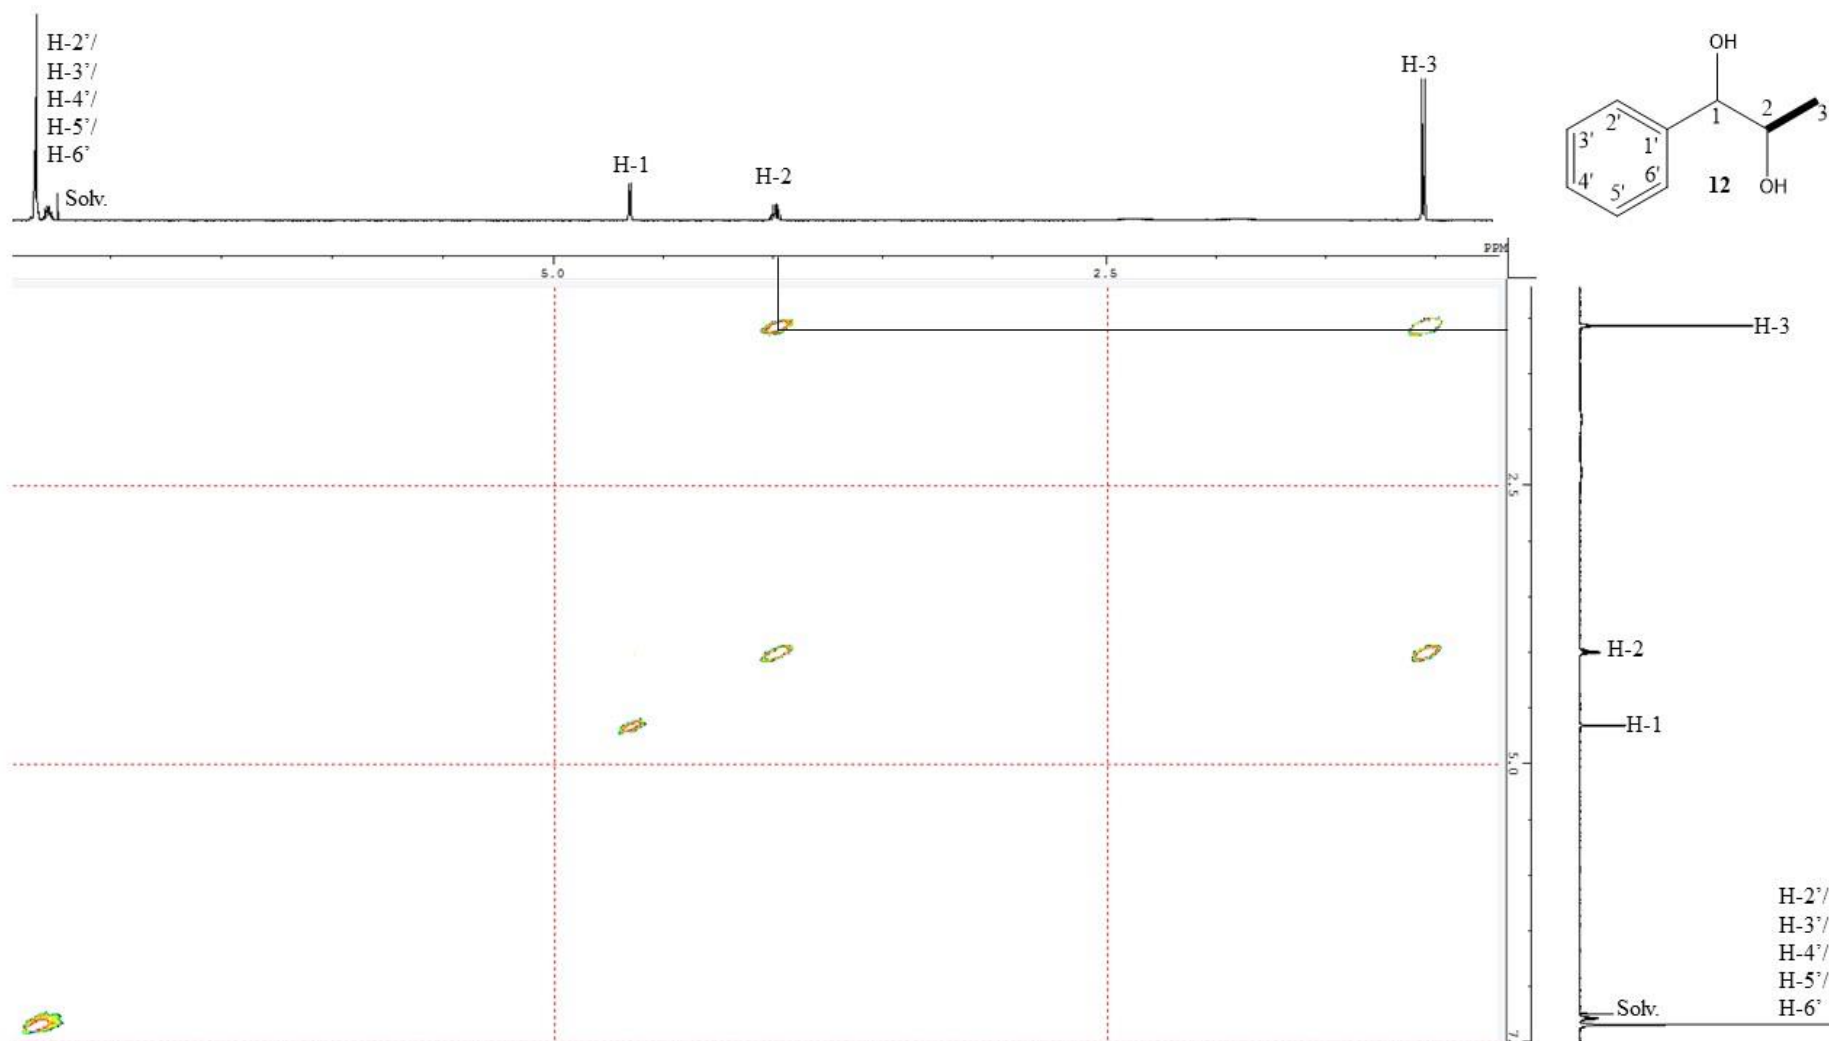 H-2’/
H-3’/
H-4’/
H-5’/
H-6’
Solv.
H-1
H-2
H-3
OH
2'
3'
4'
5'
6'
1'
1
2
3
12
OH
PPM
5.0
2.5
H-3
2.5
H-2
H-1
5.0
H-2’/
H-3’/
H-4’/
H-5’/
H-6’
Solv.
7.